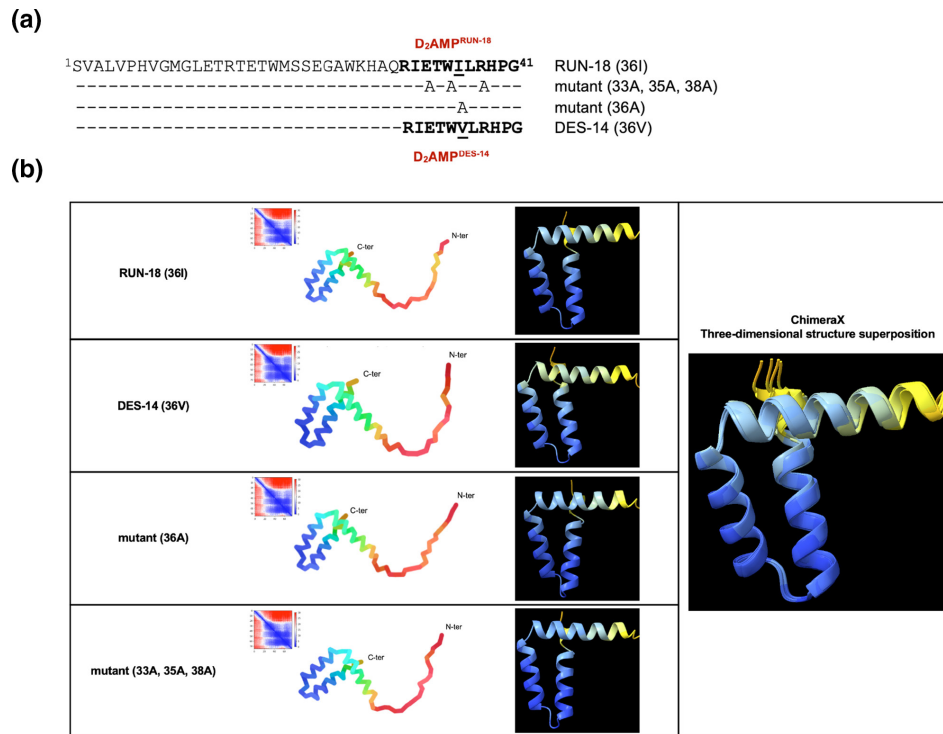 (a)
D₂AMP^RUN-18
¹SVALVPHVGMGLETRTETWMSSEGAWKHAQRIETWILRHPG⁴¹ RUN-18 (36I)
--------------------------------A-A--A--- mutant (33A, 35A, 38A)
-----------------------------------A----- mutant (36A)
------------------------------RIETWVLRHPG DES-14 (36V)
D₂AMP^DES-14
(b)
RUN-18 (36I)
C-ter
N-ter
DES-14 (36V)
C-ter
N-ter
mutant (36A)
C-ter
N-ter
mutant (33A, 35A, 38A)
C-ter
N-ter
ChimeraX
Three-dimensional structure superposition